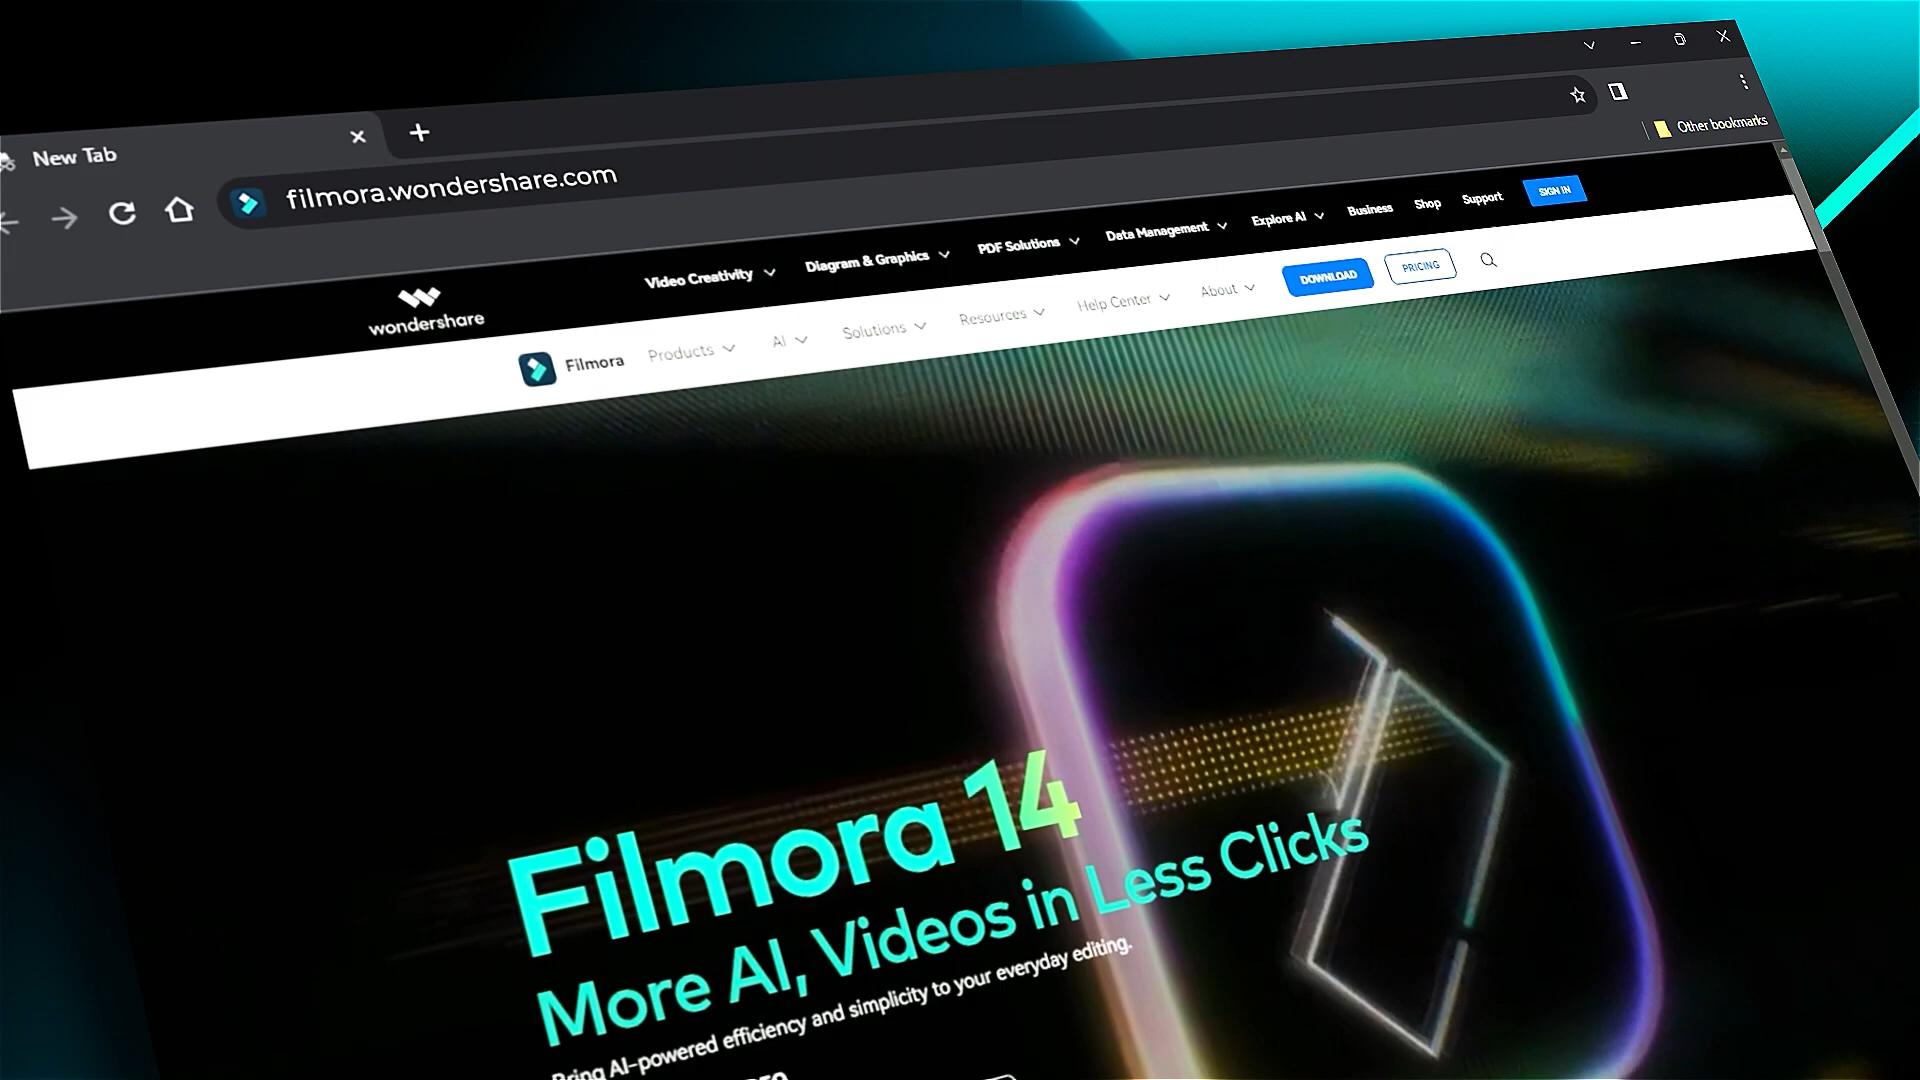 New Tab
filmora.wondershare.com
Other bookmarks
wondershare
Video Creativity
Diagram & Graphics
PDF Solutions
Data Management
Explore AI
Business
Shop
Support
SIGN IN
Filmora
Products
AI
Solutions
Resources
Help Center
About
DOWNLOAD
PRICING
Filmora 14
More AI, Videos in Less Clicks
Bring AI-powered efficiency and simplicity to your everyday editing.